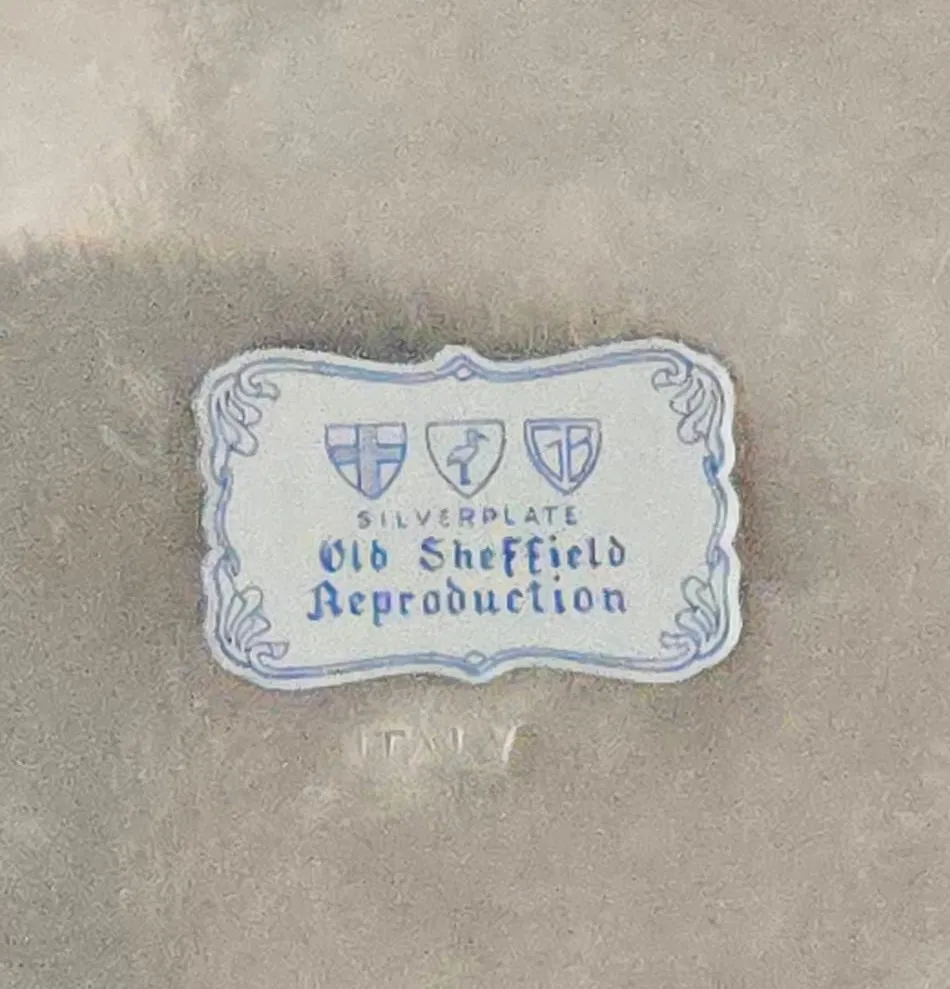 GB
SILVERPLATE
Old Sheffield
Reproduction
ITALY